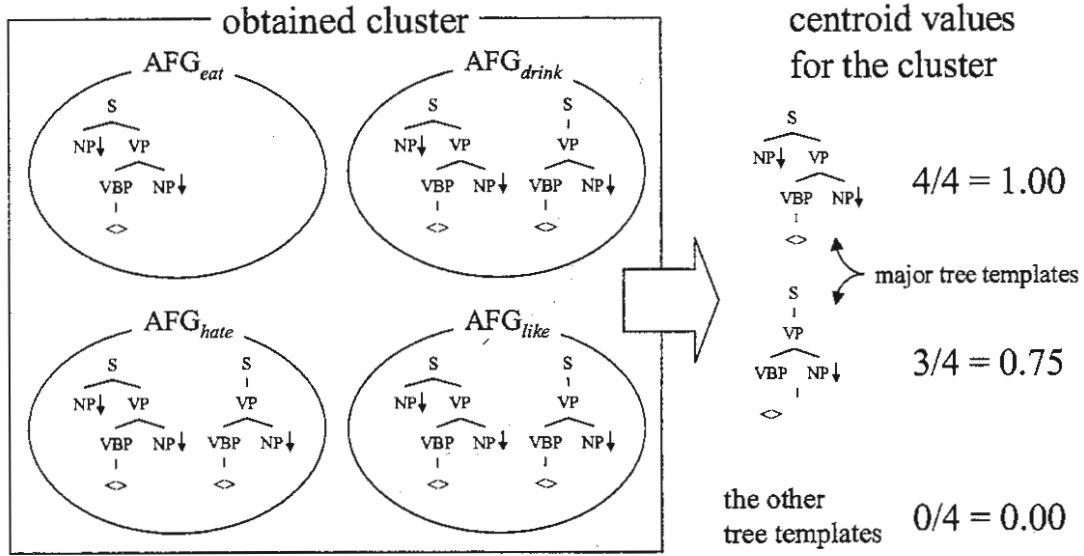 obtained cluster
AFG_eat
S
NP↓ VP
VBP NP↓
<>
AFG_drink
S S
NP↓ VP VP
VBP NP↓ VBP NP↓
<> <>
AFG_hate
S S
NP↓ VP VP
VBP NP↓ VBP NP↓
<> <>
AFG_like
S S
NP↓ VP VP
VBP NP↓ VBP NP↓
<> <>
centroid values
for the cluster
S
NP↓ VP
VBP NP↓
<>
4/4 = 1.00
major tree templates
S
VP
VBP NP↓
<>
3/4 = 0.75
the other
tree templates
0/4 = 0.00